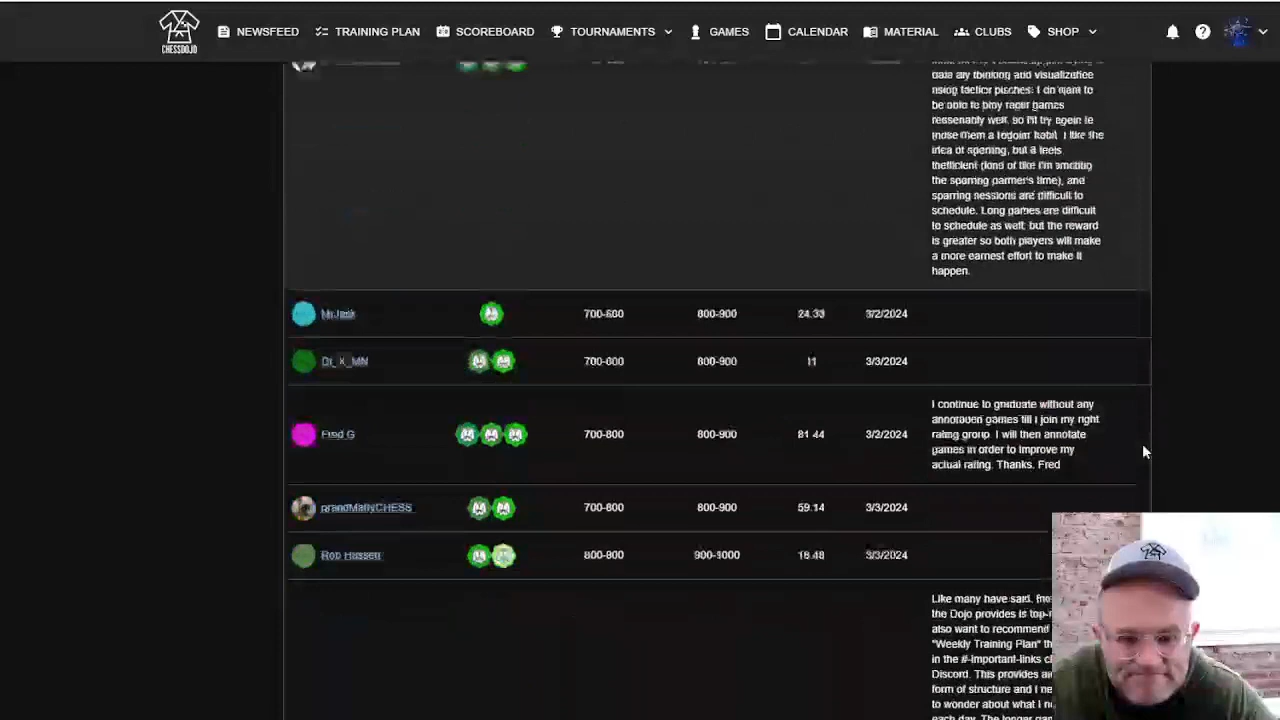 CHESSDOJO
NEWSFEED
TRAINING PLAN
SCOREBOARD
TOURNAMENTS
GAMES
CALENDAR
MATERIAL
CLUBS
SHOP
data any thinking and visualization
using tactics puzzles. I do want to
be able to play rapid games
reasonably well, so I'll try again to
make them a regular habit. I like the
idea of sparring, but it feels
inefficient (kind of like I'm
the sparring partner's time), and
sparring sessions are difficult to
schedule. Long games are difficult
to schedule as well, but the reward
is greater so both players will make
a more earnest effort to make it
happen.
700-800 800-900 24.33 3/2/2024
700-800 800-900 11 3/3/2024
I continue to graduate without any
annotated games till I join my right
Fred G 700-800 800-900 81.44 3/2/2024 rating group. I will then annotate
games in order to improve my
actual rating. Thanks. Fred
700-800 800-900 59.14 3/3/2024
900-1000 3/3/2024
Like many have said,
the Dojo provides is
also want to recommend
"Weekly Training Plan"
in the #-important-links
Discord. This provides
form of structure and I
to wonder about what I
each day. The longer